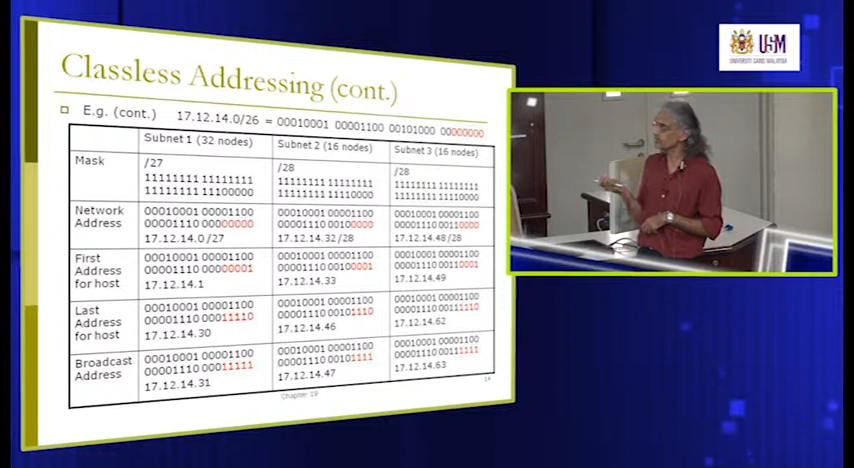 Classless Addressing (cont.)
E.g. (cont.) 17.12.14.0/26 = 00010001 00001100 00101000 00000000
Subnet 1 (32 nodes) Subnet 2 (16 nodes) Subnet 3 (16 nodes)
Mask /27 /28 /28
11111111 11111111 11111111 11111111 11111111 11111111
11111111 11100000 11111111 11110000 11111111 11110000
Network 00010001 00001100 00010001 00001100 00010001 00001100
Address 00001110 00000000 00001110 00100000 00001110 00110000
17.12.14.0 /27 17.12.14.32 /28 17.12.14.48 /28
First 00010001 00001100 00010001 00001100 00010001 00001100
Address 00001110 00000001 00001110 00100001 00001110 00110001
for host 17.12.14.1 17.12.14.33 17.12.14.49
Last 00010001 00001100 00010001 00001100 00010001 00001100
Address 00001110 00011110 00001110 00101110 00001110 00111110
for host 17.12.14.30 17.12.14.46 17.12.14.62
Broadcast 00010001 00001100 00010001 00001100 00010001 00001100
Address 00001110 00011111 00001110 00101111 00001110 00111111
17.12.14.31 17.12.14.47 17.12.14.63
Chapter 19
USM
UNIVERSITI SAINS MALAYSIA